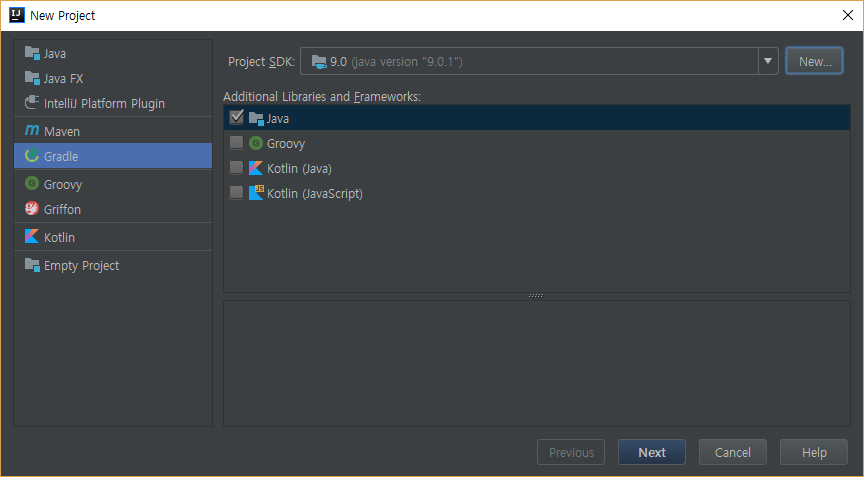 New Project
Java
Java FX
IntelliJ Platform Plugin
Maven
Gradle
Groovy
Griffon
Kotlin
Empty Project
Project SDK: 9.0 (java version "9.0.1") New...
Additional Libraries and Frameworks:
Java
Groovy
Kotlin (Java)
Kotlin (JavaScript)
Previous Next Cancel Help